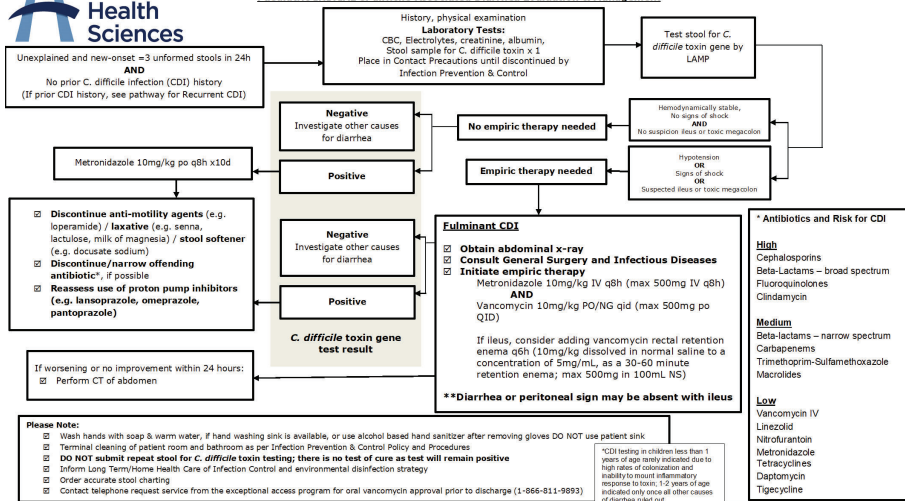 Health
Sciences
Unexplained and new-onset =3 unformed stools in 24h
AND
No prior C. difficile infection (CDI) history
(If prior CDI history, see pathway for Recurrent CDI)
History, physical examination
Laboratory Tests:
CBC, Electrolytes, creatinine, albumin,
Stool sample for C. difficile toxin x 1
Place in Contact Precautions until discontinued by
Infection Prevention & Control
Test stool for C.
difficile toxin gene by
LAMP
Hemodynamically stable,
No signs of shock
AND
No suspicion ileus or toxic megacolon
Hypotension
OR
Signs of shock
OR
Suspected ileus or toxic megacolon
No empiric therapy needed
Empiric therapy needed
Negative
Investigate other causes
for diarrhea
Positive
Metronidazole 10mg/kg po q8h x10d
☑ Discontinue anti-motility agents (e.g.
loperamide) / laxative (e.g. senna,
lactulose, milk of magnesia) / stool softener
(e.g. docusate sodium)
☑ Discontinue/narrow offending
antibiotic*, if possible
☑ Reassess use of proton pump inhibitors
(e.g. lansoprazole, omeprazole,
pantoprazole)
Negative
Investigate other causes
for diarrhea
Positive
C. difficile toxin gene
test result
Fulminant CDI
☑ Obtain abdominal x-ray
☑ Consult General Surgery and Infectious Diseases
☑ Initiate empiric therapy
Metronidazole 10mg/kg IV q8h (max 500mg IV q8h)
AND
Vancomycin 10mg/kg PO/NG qid (max 500mg po
QID)
If ileus, consider adding vancomycin rectal retention
enema q6h (10mg/kg dissolved in normal saline to a
concentration of 5mg/mL, as a 30-60 minute
retention enema; max 500mg in 100mL NS)
**Diarrhea or peritoneal sign may be absent with ileus
If worsening or no improvement within 24 hours:
☑ Perform CT of abdomen
* Antibiotics and Risk for CDI
High
Cephalosporins
Beta-Lactams – broad spectrum
Fluoroquinolones
Clindamycin
Medium
Beta-lactams – narrow spectrum
Carbapenems
Trimethoprim-Sulfamethoxazole
Macrolides
Low
Vancomycin IV
Linezolid
Nitrofurantoin
Metronidazole
Tetracyclines
Daptomycin
Tigecycline
Please Note:
☑ Wash hands with soap & warm water, if hand washing sink is available, or use alcohol based hand sanitizer after removing gloves DO NOT use patient sink
☑ Terminal cleaning of patient room and bathroom as per Infection Prevention & Control Policy and Procedures
☑ DO NOT submit repeat stool for C. difficile toxin testing; there is no test of cure as test will remain positive
☑ Inform Long Term/Home Health Care of Infection Control and environmental disinfection strategy
☑ Order accurate stool charting
☑ Contact telephone request service from the exceptional access program for oral vancomycin approval prior to discharge (1-866-811-9893)
*CDI testing in children less than 1
years of age rarely indicated due to
high rates of colonization and
inability to mount inflammatory
response to toxin; 1-2 years of age
indicated only once all other causes
of diarrhea ruled out